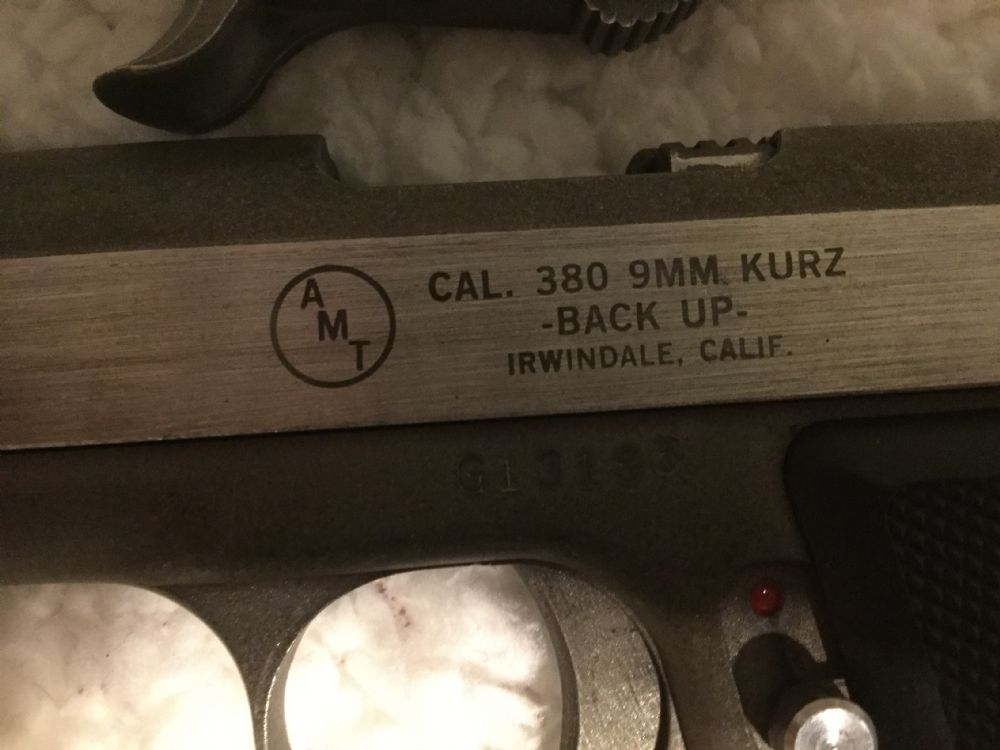 AMT
CAL. 380 9MM KURZ
-BACK UP-
IRWINDALE, CALIF.